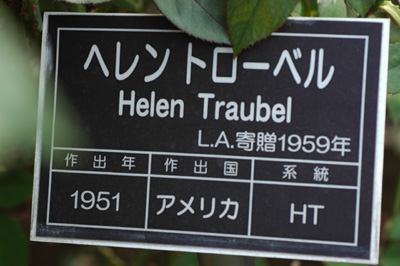 ヘレン トローベル
Helen Traubel
L.A.寄贈1959年
作出年 作出国 系統
1951 アメリカ HT